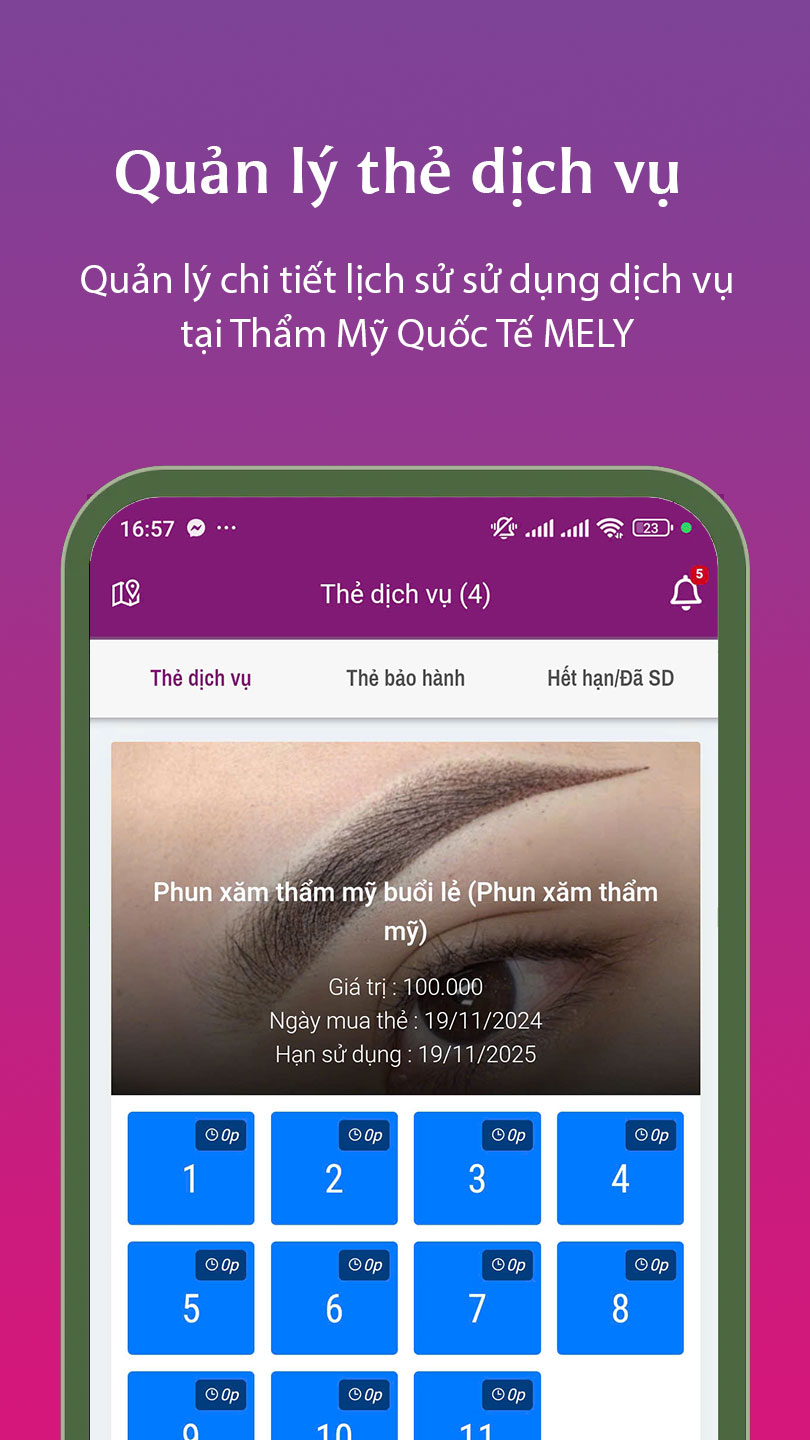 Quản lý thẻ dịch vụ
Quản lý chi tiết lịch sử sử dụng dịch vụ
tại Thẩm Mỹ Quốc Tế MELY
16:57
23
Thẻ dịch vụ (4)
5
Thẻ dịch vụ
Thẻ bảo hành
Hết hạn/Đã SD
Phun xăm thẩm mỹ buổi lẻ (Phun xăm thẩm
mỹ)
Giá trị : 100.000
Ngày mua thẻ : 19/11/2024
Hạn sử dụng : 19/11/2025
0p 0p 0p 0p
1 2 3 4
0p 0p 0p 0p
5 6 7 8
0p 0p 0p
9 10 11